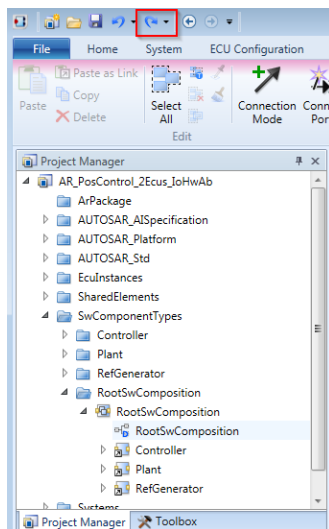 File Home System ECU Configuration
Paste as Link
Copy
Delete
Paste
Select
All
Connection
Mode
Conn
Por
Edit
Project Manager
AR_PosControl_2Ecus_IoHwAb
ArPackage
AUTOSAR_AISpecification
AUTOSAR_Platform
AUTOSAR_Std
EcuInstances
SharedElements
SwComponentTypes
Controller
Plant
RefGenerator
RootSwComposition
RootSwComposition
RootSwComposition
Controller
Plant
RefGenerator
Systems
Project Manager Toolbox